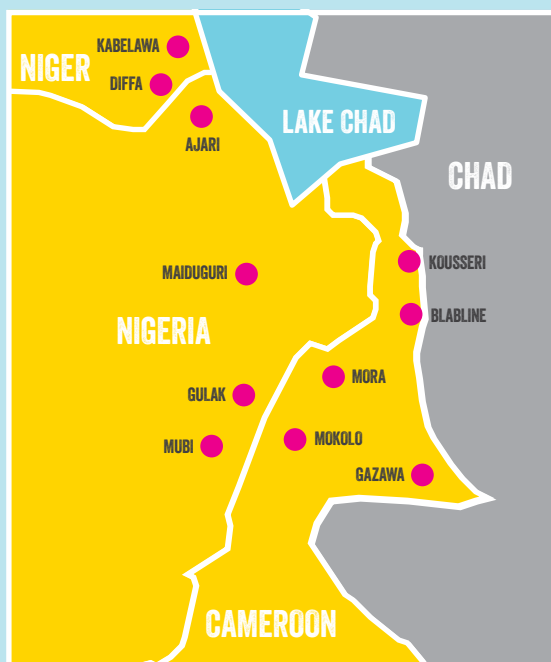 KABELAWA
NIGER
DIFFA
LAKE CHAD
AJARI
CHAD
KOUSSERI
MAIDUGURI
BLABLINE
NIGERIA
MORA
GULAK
MOKOLO
MUBI
GAZAWA
CAMEROON